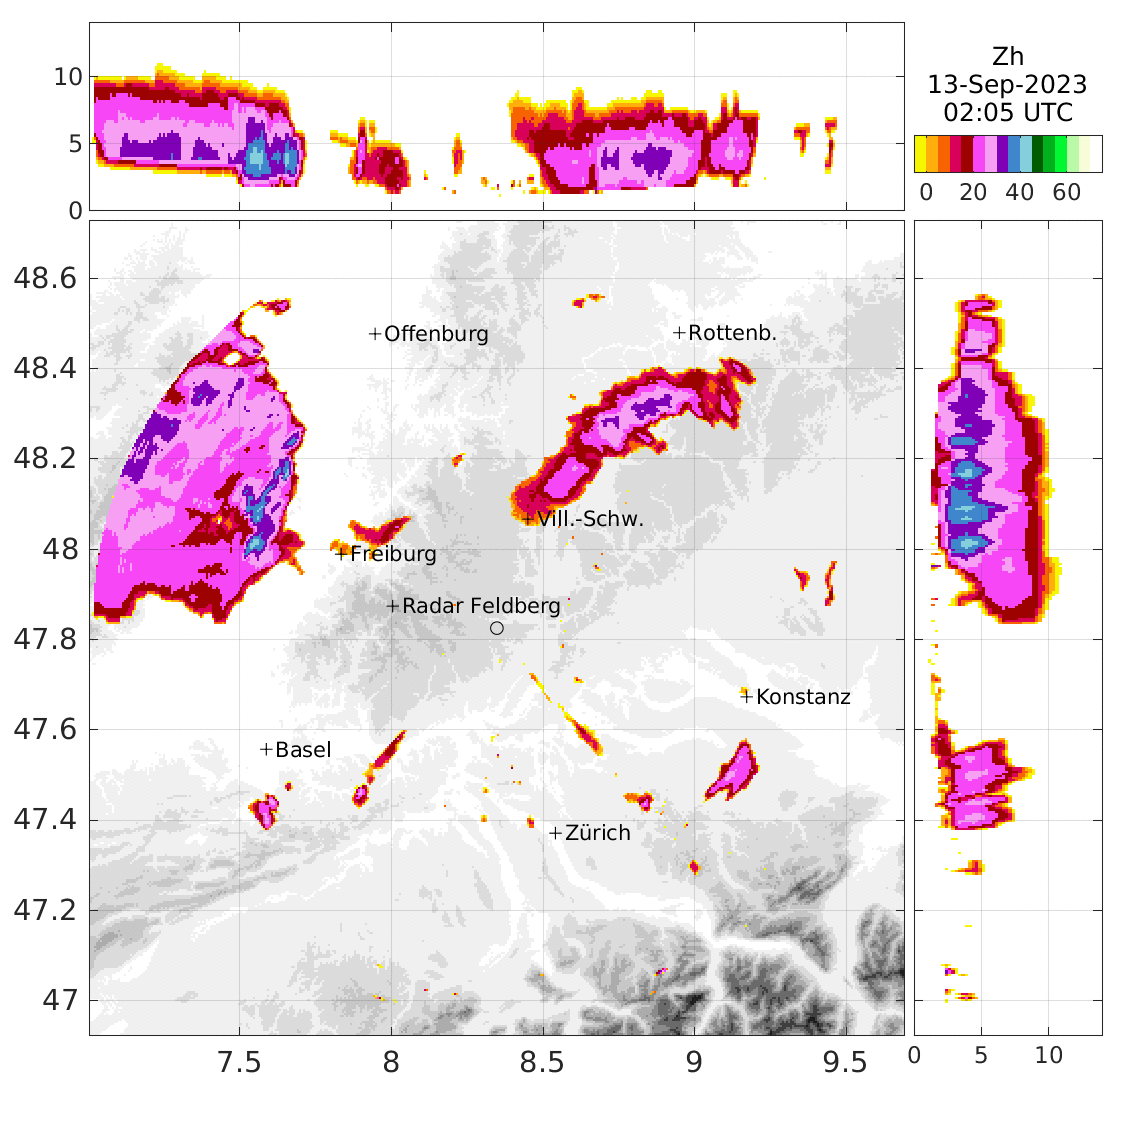 10
5
0
Zh
13-Sep-2023
02:05 UTC
0 20 40 60
48.6
48.4
48.2
48
47.8
47.6
47.4
47.2
47
Offenburg
Rottenb.
Vill.-Schw.
Freiburg
Radar Feldberg
Konstanz
Basel
Zürich
7.5 8 8.5 9 9.5
0 5 10